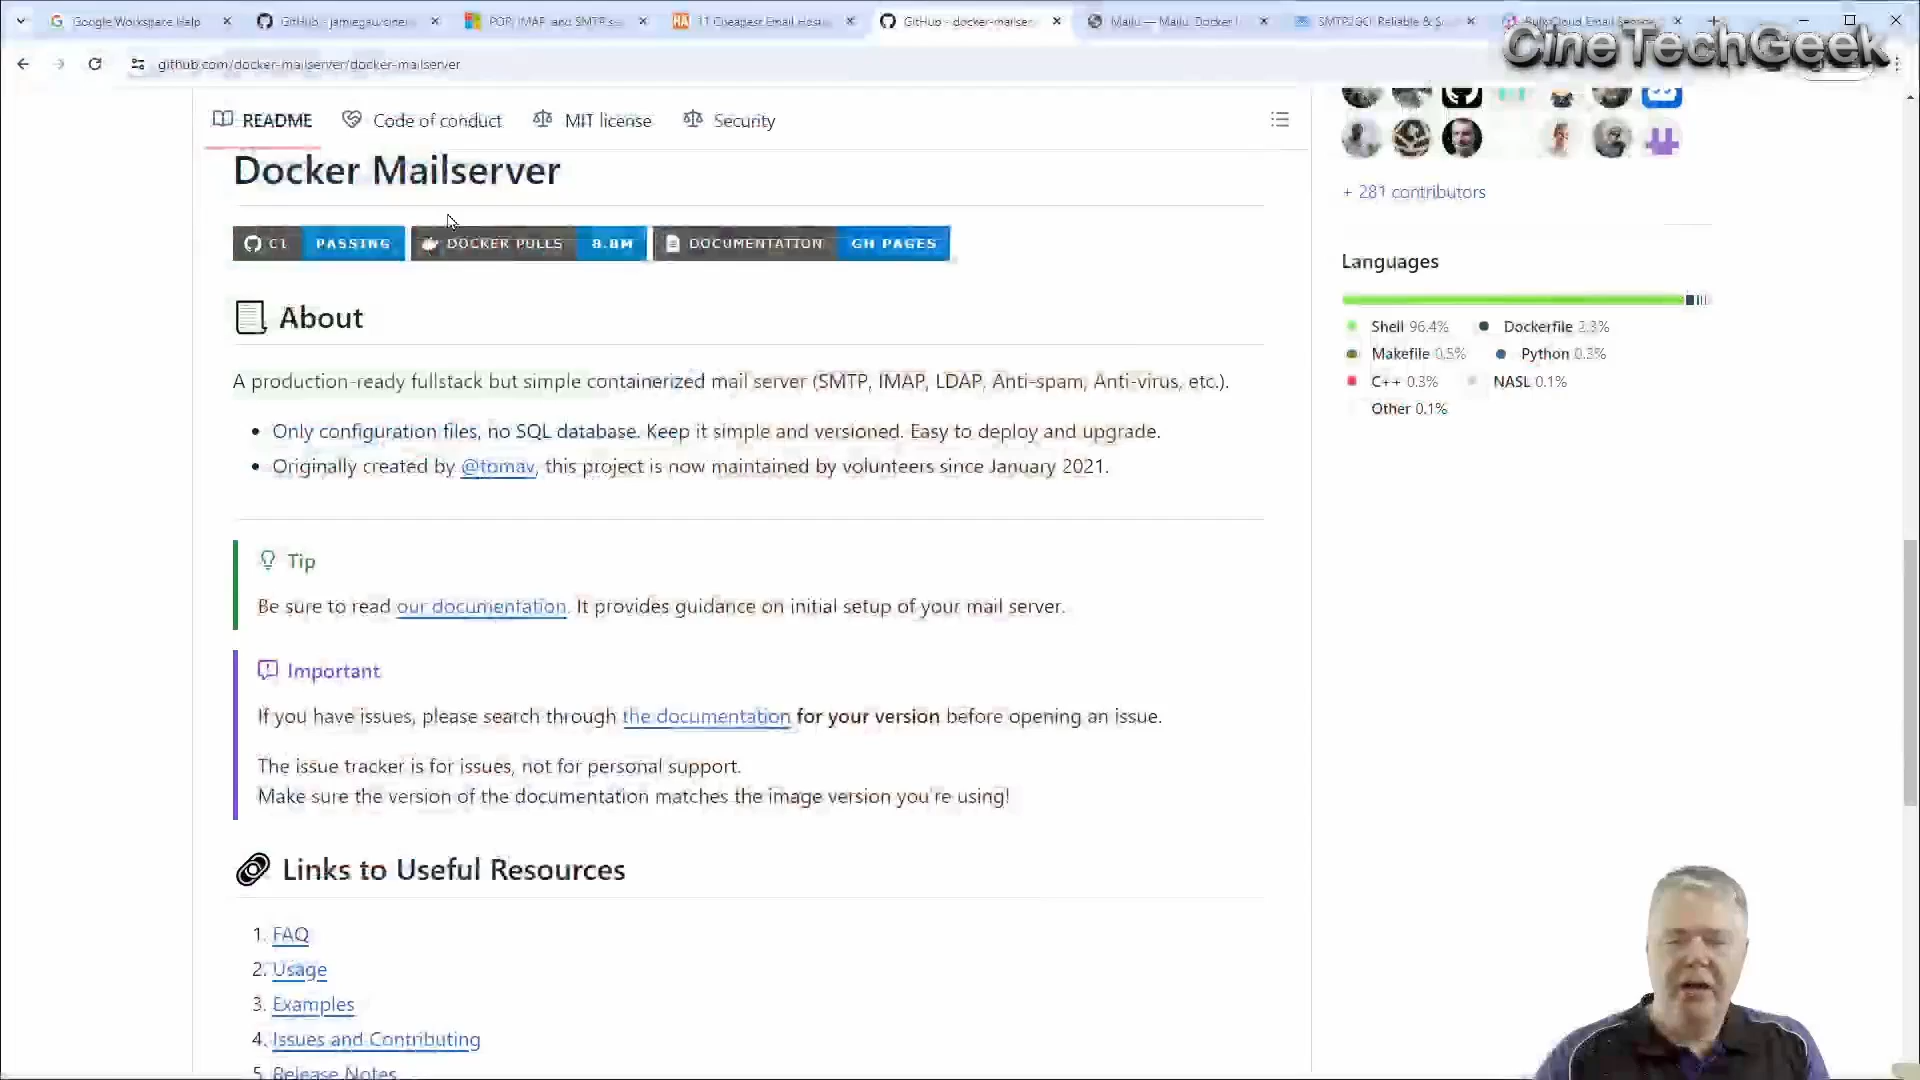 Google Workspace Help
GitHub - jamiegau/cine
POP, IMAP, and SMTP s
HA 11 Cheapest Email Host
GitHub - docker-mailser
Mailu — Mailu, Docker
SMTP2GO: Reliable & S
CineTechGeek
github.com/docker-mailserver/docker-mailserver
README
Code of conduct
MIT license
Security
Docker Mailserver
CI PASSING
DOCKER PULLS 8.8M
DOCUMENTATION GH PAGES
About
A production-ready fullstack but simple containerized mail server (SMTP, IMAP, LDAP, Anti-spam, Anti-virus, etc.).
• Only configuration files, no SQL database. Keep it simple and versioned. Easy to deploy and upgrade.
• Originally created by @tomav, this project is now maintained by volunteers since January 2021.
Tip
Be sure to read our documentation. It provides guidance on initial setup of your mail server.
Important
If you have issues, please search through the documentation for your version before opening an issue.
The issue tracker is for issues, not for personal support.
Make sure the version of the documentation matches the image version you're using!
Links to Useful Resources
1. FAQ
2. Usage
3. Examples
4. Issues and Contributing
5. Release Notes
+ 281 contributors
Languages
Shell 96.4%
Dockerfile 2.3%
Makefile 0.5%
Python 0.3%
C++ 0.3%
NASL 0.1%
Other 0.1%